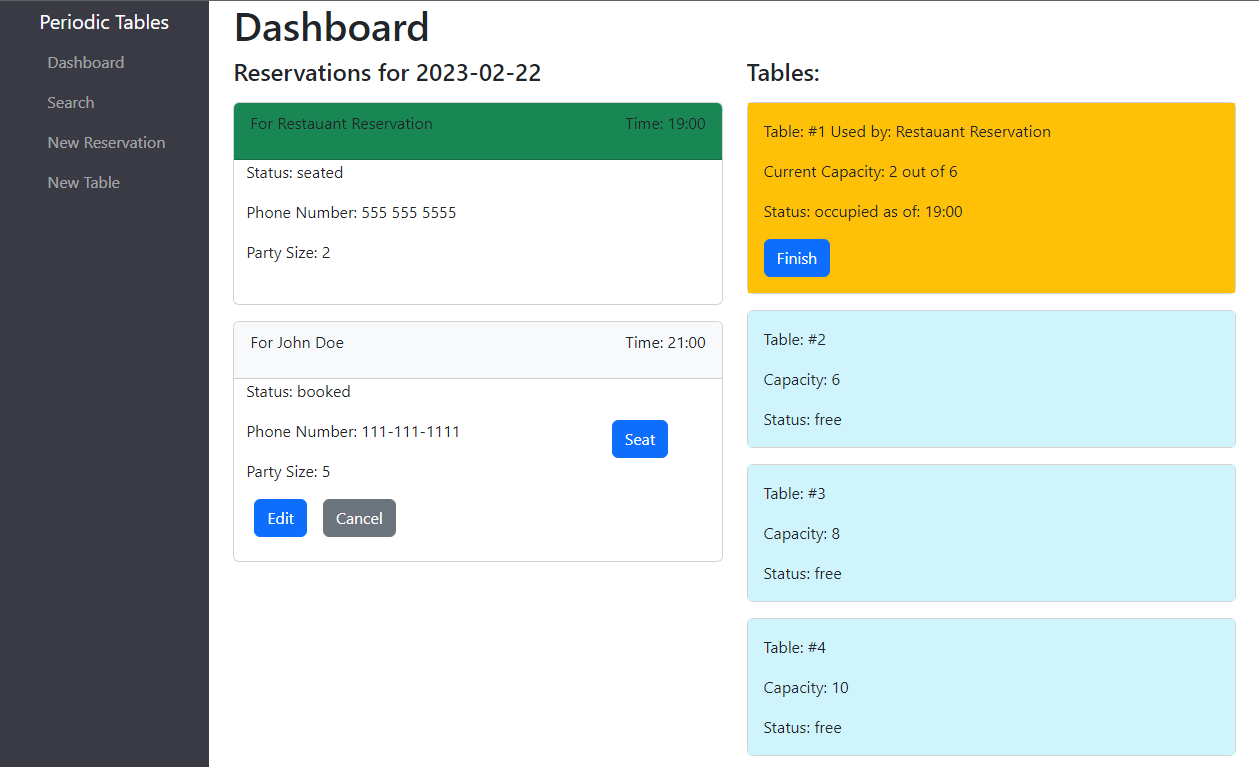 Periodic Tables
Dashboard
Search
New Reservation
New Table
Dashboard
Reservations for 2023-02-22
For Restauant Reservation Time: 19:00
Status: seated
Phone Number: 555 555 5555
Party Size: 2
For John Doe Time: 21:00
Status: booked
Phone Number: 111-111-1111
Seat
Party Size: 5
Edit Cancel
Tables:
Table: #1 Used by: Restauant Reservation
Current Capacity: 2 out of 6
Status: occupied as of: 19:00
Finish
Table: #2
Capacity: 6
Status: free
Table: #3
Capacity: 8
Status: free
Table: #4
Capacity: 10
Status: free